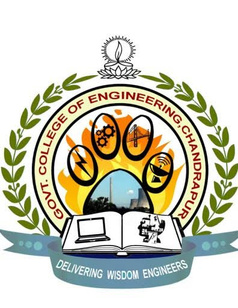 GOVT. COLLEGE OF ENGINEERING,CHANDRAPUR
DELIVERING WISDOM ENGINEERS